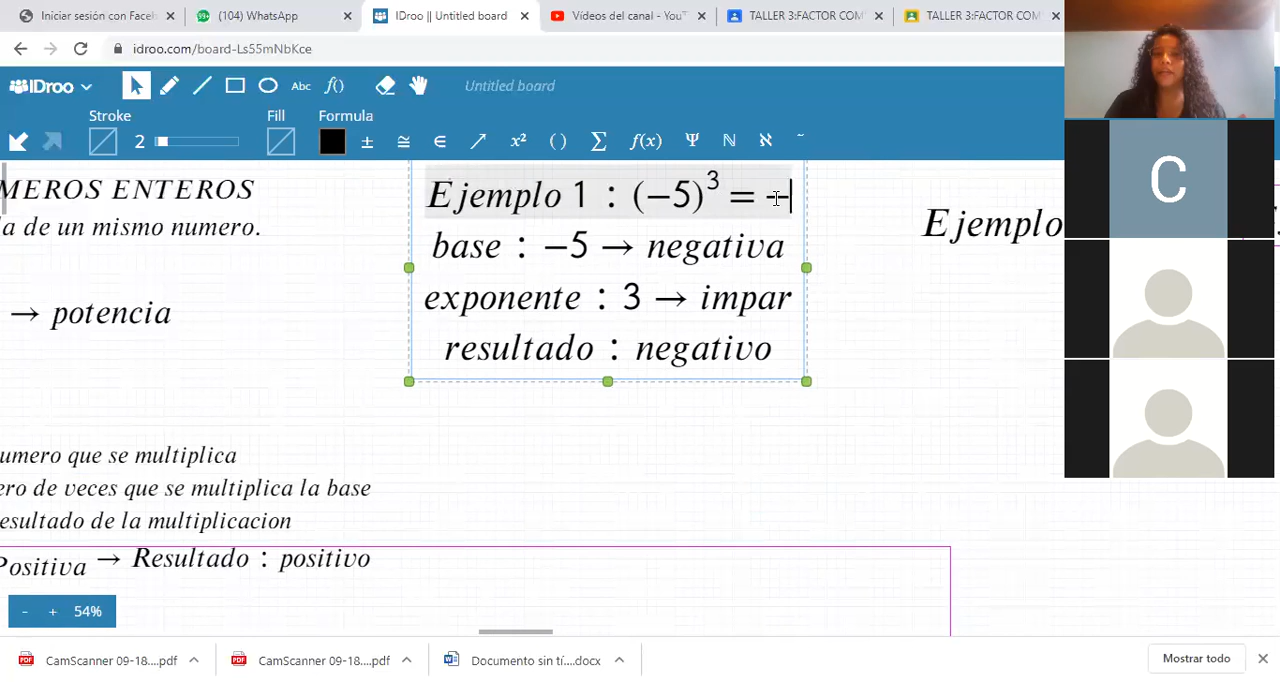 Iniciar sesión con Faceb
(104) WhatsApp
IDroo || Untitled board
Vídeos del canal - YouT
TALLER 3:FACTOR COM
TALLER 3:FACTOR COM
idroo.com/board-Ls55mNbKce
IDroo
Abc
f()
Untitled board
Stroke
Fill
Formula
2
± ≅ ∈ ↗ x² ( ) ∑ f(x) Ψ ℕ ℵ ~
MEROS ENTEROS
da de un mismo numero.
→ potencia
Ejemplo 1 : (−5)³ = −
base : −5 → negativa
exponente : 3 → impar
resultado : negativo
Ejemplo
C
umero que se multiplica
ero de veces que se multiplica la base
esultado de la multiplicacion
Positiva → Resultado : positivo
- + 54%
CamScanner 09-18....pdf
CamScanner 09-18....pdf
Documento sin tí....docx
Mostrar todo